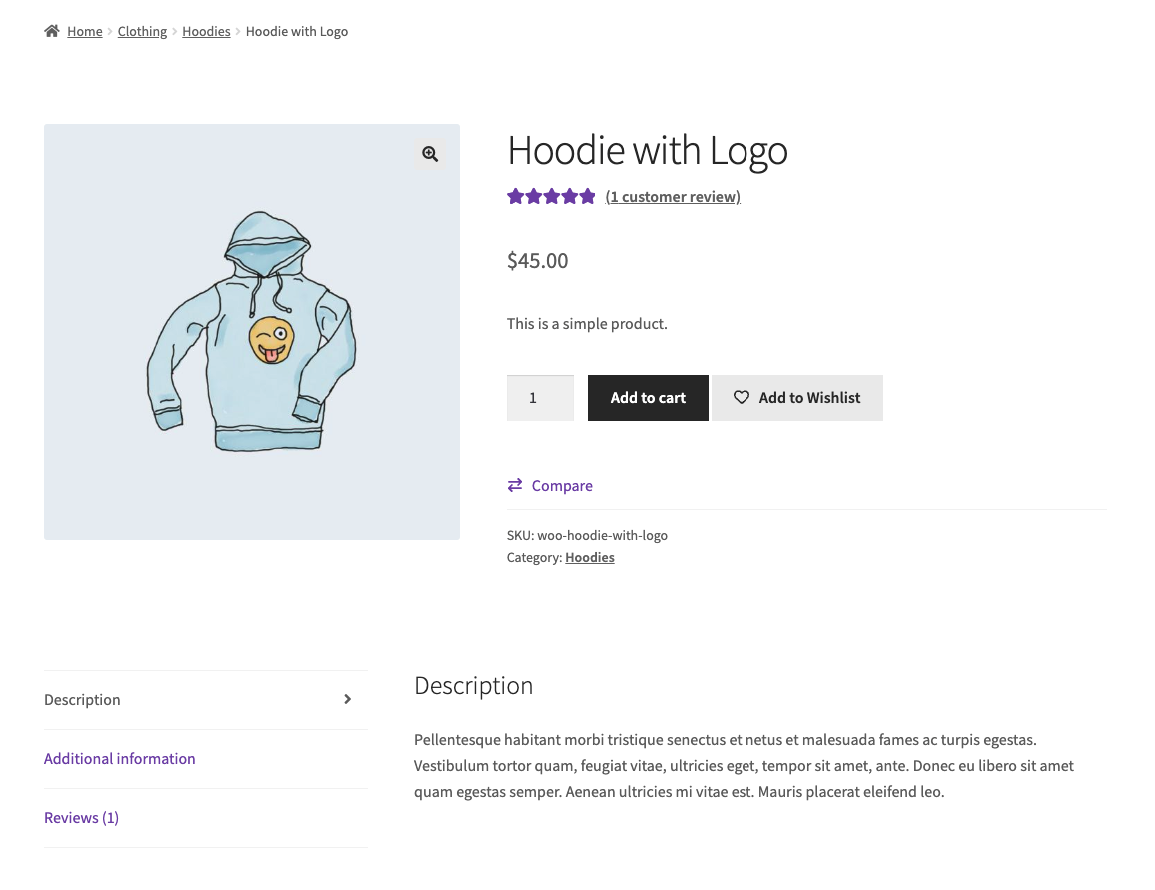 Home > Clothing > Hoodies > Hoodie with Logo
Hoodie with Logo
(1 customer review)
$45.00
This is a simple product.
1 Add to cart Add to Wishlist
Compare
SKU: woo-hoodie-with-logo
Category: Hoodies
Description
Additional information
Reviews (1)
Description
Pellentesque habitant morbi tristique senectus et netus et malesuada fames ac turpis egestas.
Vestibulum tortor quam, feugiat vitae, ultricies eget, tempor sit amet, ante. Donec eu libero sit amet
quam egestas semper. Aenean ultricies mi vitae est. Mauris placerat eleifend leo.